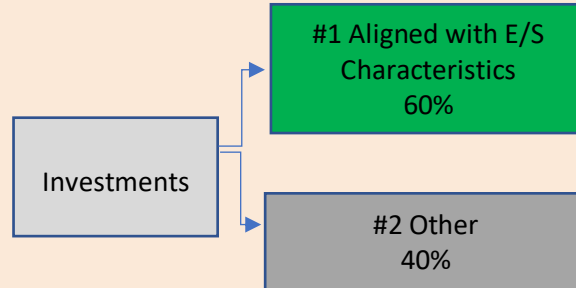 #1 Aligned with E/S
Characteristics
60%
Investments
#2 Other
40%